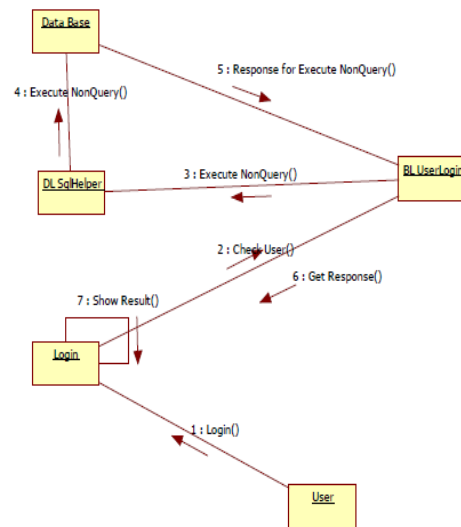 Data Base
5 : Response for Execute NonQuery()
4 : Execute NonQuery()
3 : Execute NonQuery()
DL SqlHelper
BL UserLogin
2 : Check User()
6 : Get Response()
7 : Show Result()
Login
1 : Login()
User